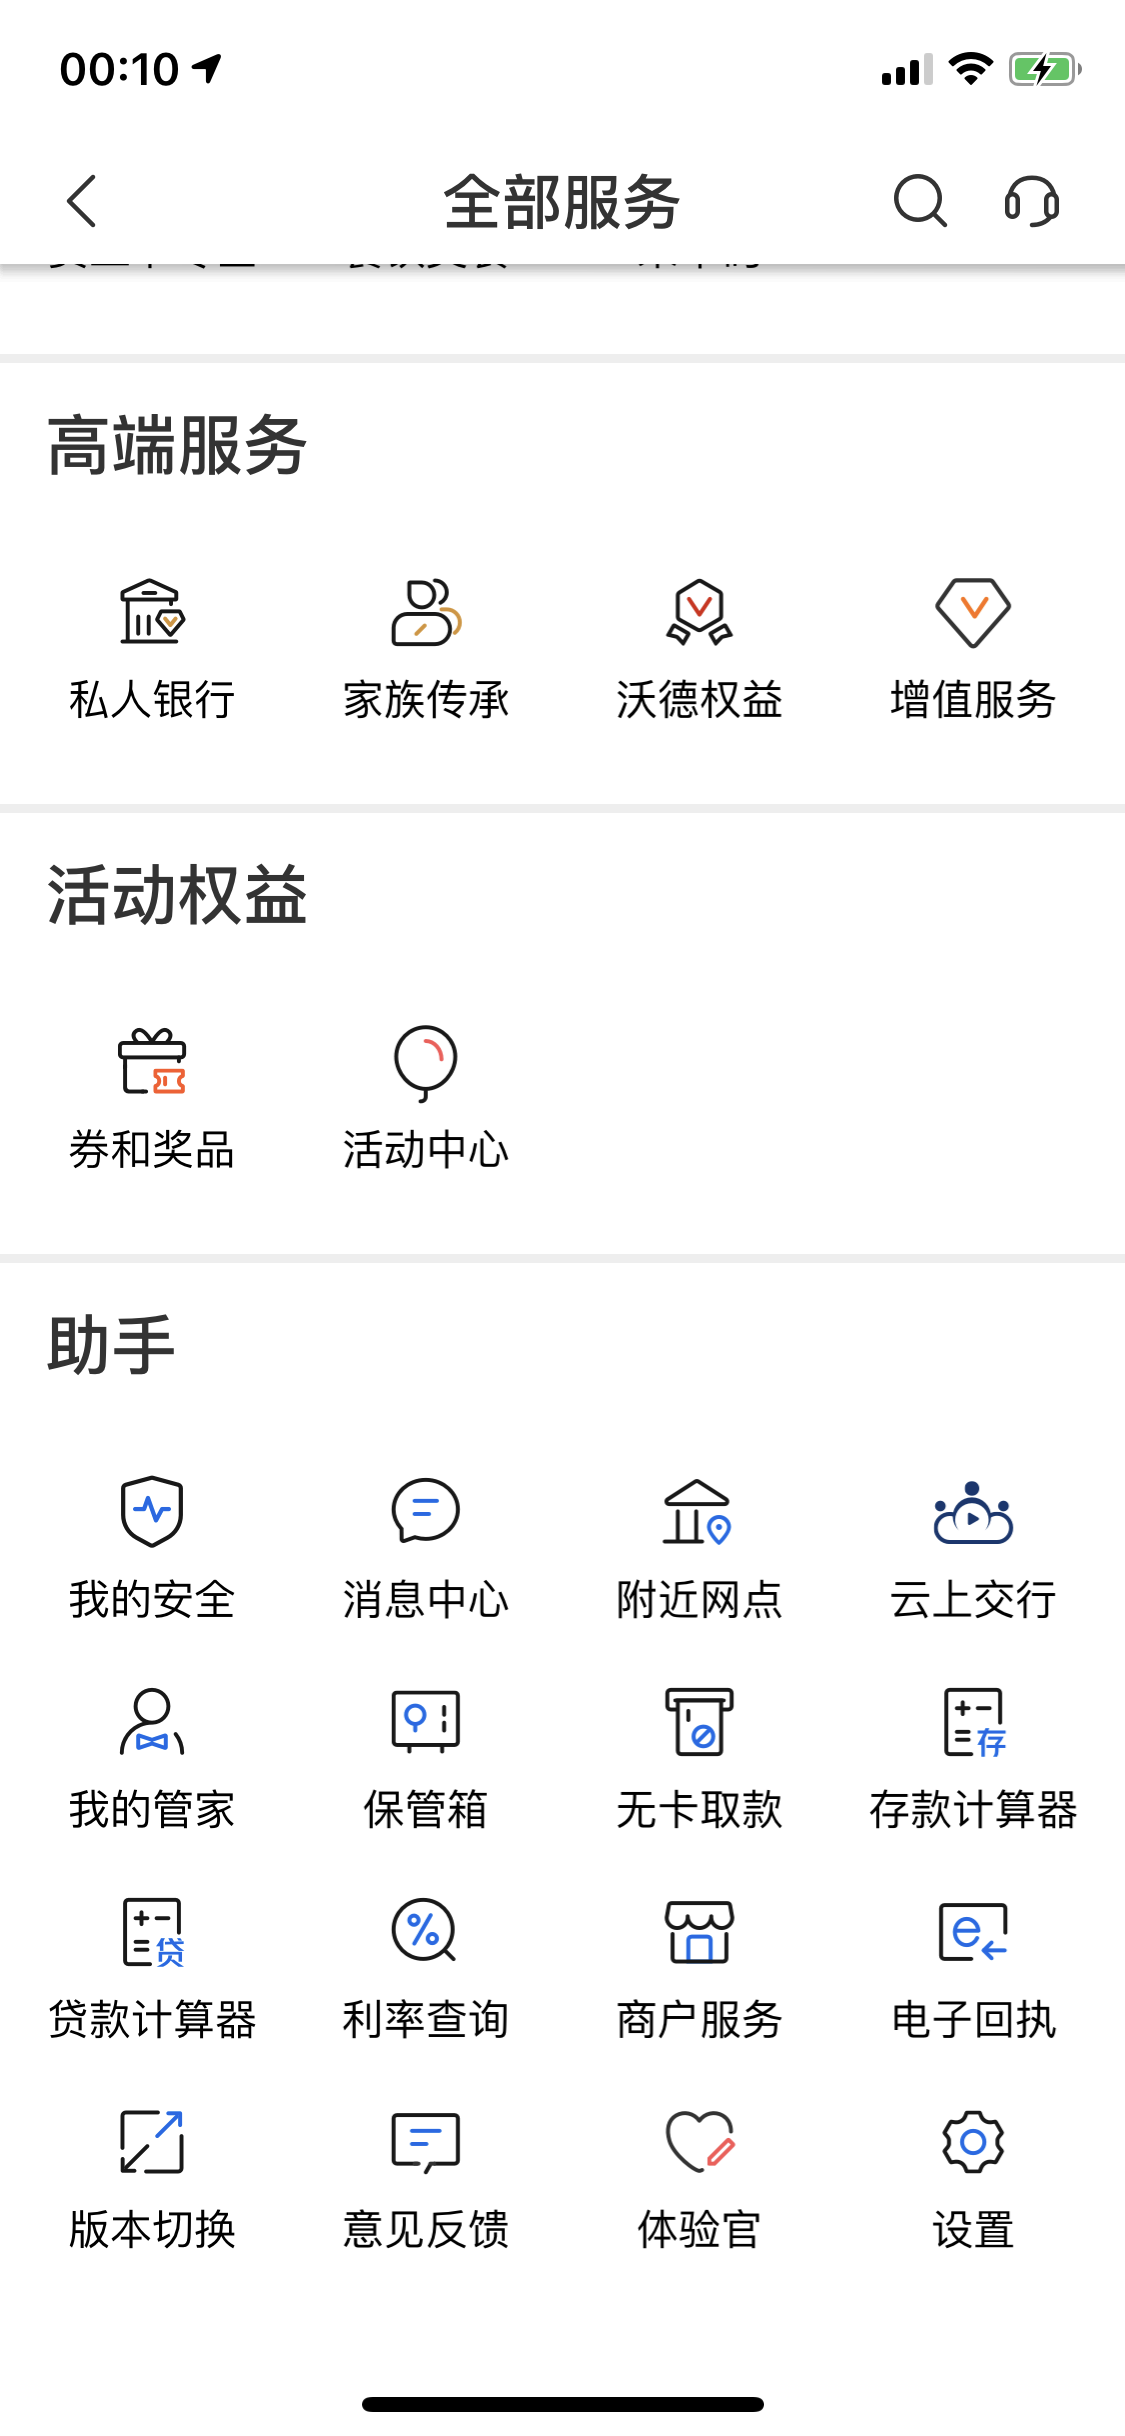 00:10
全部服务
高端服务
私人银行 家族传承 沃德权益 增值服务
活动权益
券和奖品 活动中心
助手
我的安全 消息中心 附近网点 云上交行
我的管家 保管箱 无卡取款 存款计算器
存
贷款计算器 利率查询 商户服务 电子回执
贷
版本切换 意见反馈 体验官 设置